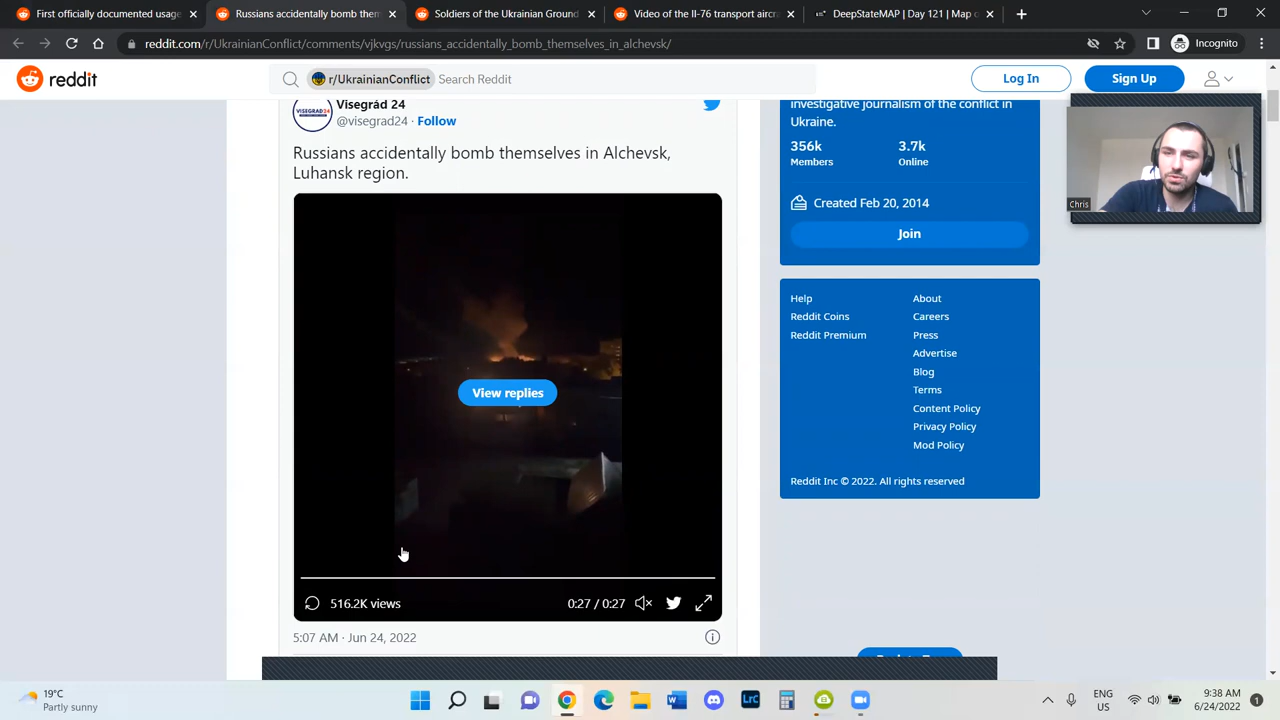 First officially documented usag
Russians accidentally bomb them
Soldiers of the Ukrainian Ground
Video of the Il-76 transport aircr
DeepStateMAP | Day 121 | Map o
reddit.com/r/UkrainianConflict/comments/vjkvgs/russians_accidentally_bomb_themselves_in_alchevsk/
Incognito
reddit
r/UkrainianConflict Search Reddit
Log In
Sign Up
Visegrád 24
VISEGRÁD24
@visegrad24 · Follow
Russians accidentally bomb themselves in Alchevsk,
Luhansk region.
View replies
516.2K views
0:27 / 0:27
5:07 AM · Jun 24, 2022
investigative journalism of the conflict in
Ukraine.
356k 3.7k
Members Online
Created Feb 20, 2014
Join
Help About
Reddit Coins Careers
Reddit Premium Press
Advertise
Blog
Terms
Content Policy
Privacy Policy
Mod Policy
Reddit Inc © 2022. All rights reserved
Chris
19°C
Partly sunny
LrC
ENG
US
9:38 AM
6/24/2022
1